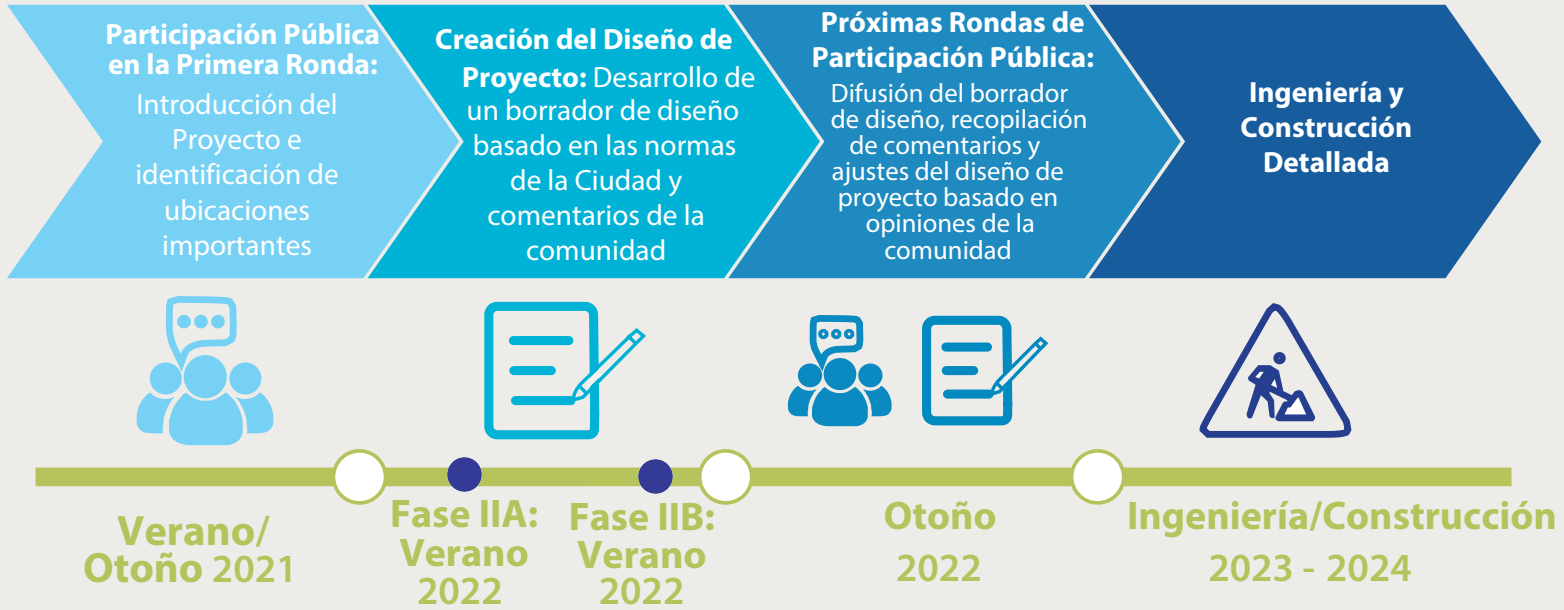 Participación Pública
en la Primera Ronda:
Introducción del
Proyecto e
identificación de
ubicaciones
importantes
Creación del Diseño de
Proyecto: Desarrollo de
un borrador de diseño
basado en las normas
de la Ciudad y
comentarios de la
comunidad
Próximas Rondas de
Participación Pública:
Difusión del borrador
de diseño, recopilación
de comentarios y
ajustes del diseño de
proyecto basado en
opiniones de la
comunidad
Ingeniería y
Construcción
Detallada
Verano/
Otoño 2021
Fase IIA:
Verano
2022
Fase IIB:
Verano
2022
Otoño
2022
Ingeniería/Construcción
2023 - 2024